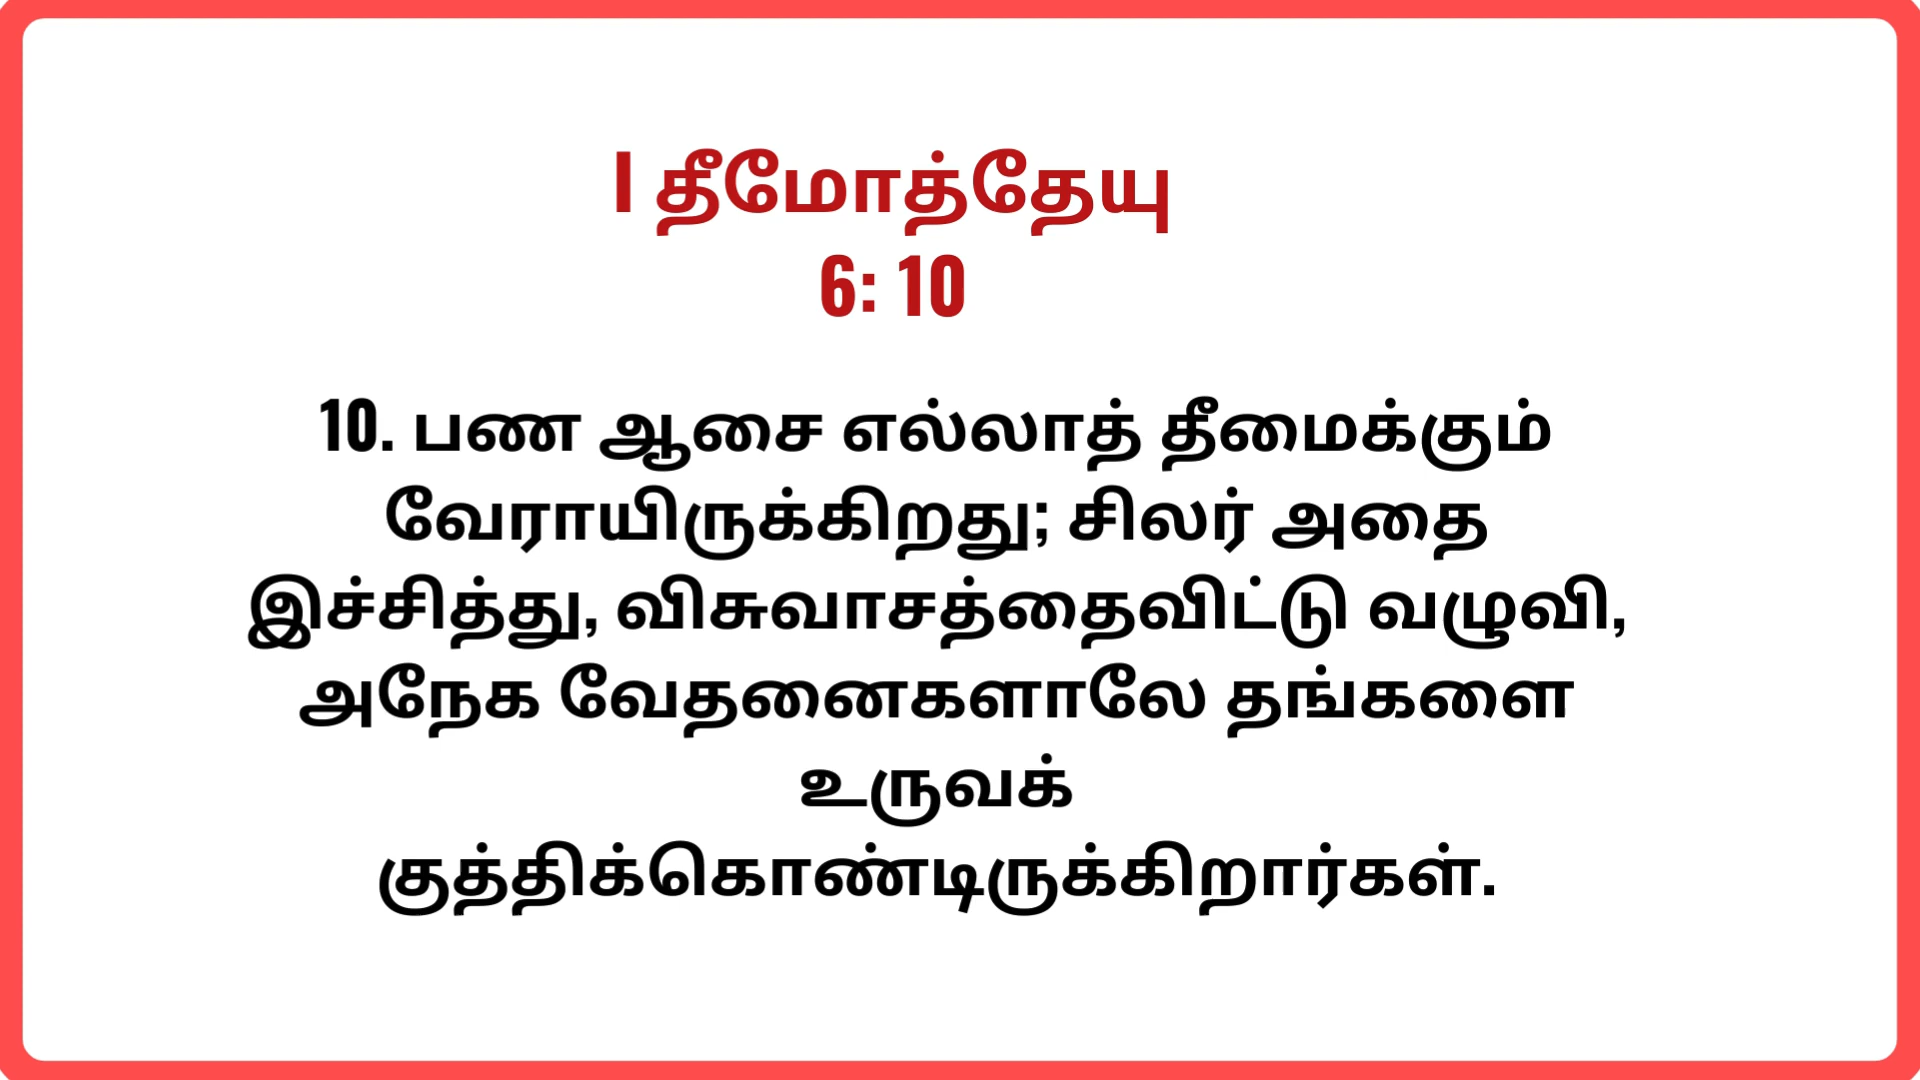 I தீமோத்தேயு
6: 10
10. பண ஆசை எல்லாத் தீமைக்கும்
வேராயிருக்கிறது; சிலர் அதை
இச்சித்து, விசுவாசத்தைவிட்டு வழுவி,
அநேக வேதனைகளாலே தங்களை
உருவக்
குத்திக்கொண்டிருக்கிறார்கள்.